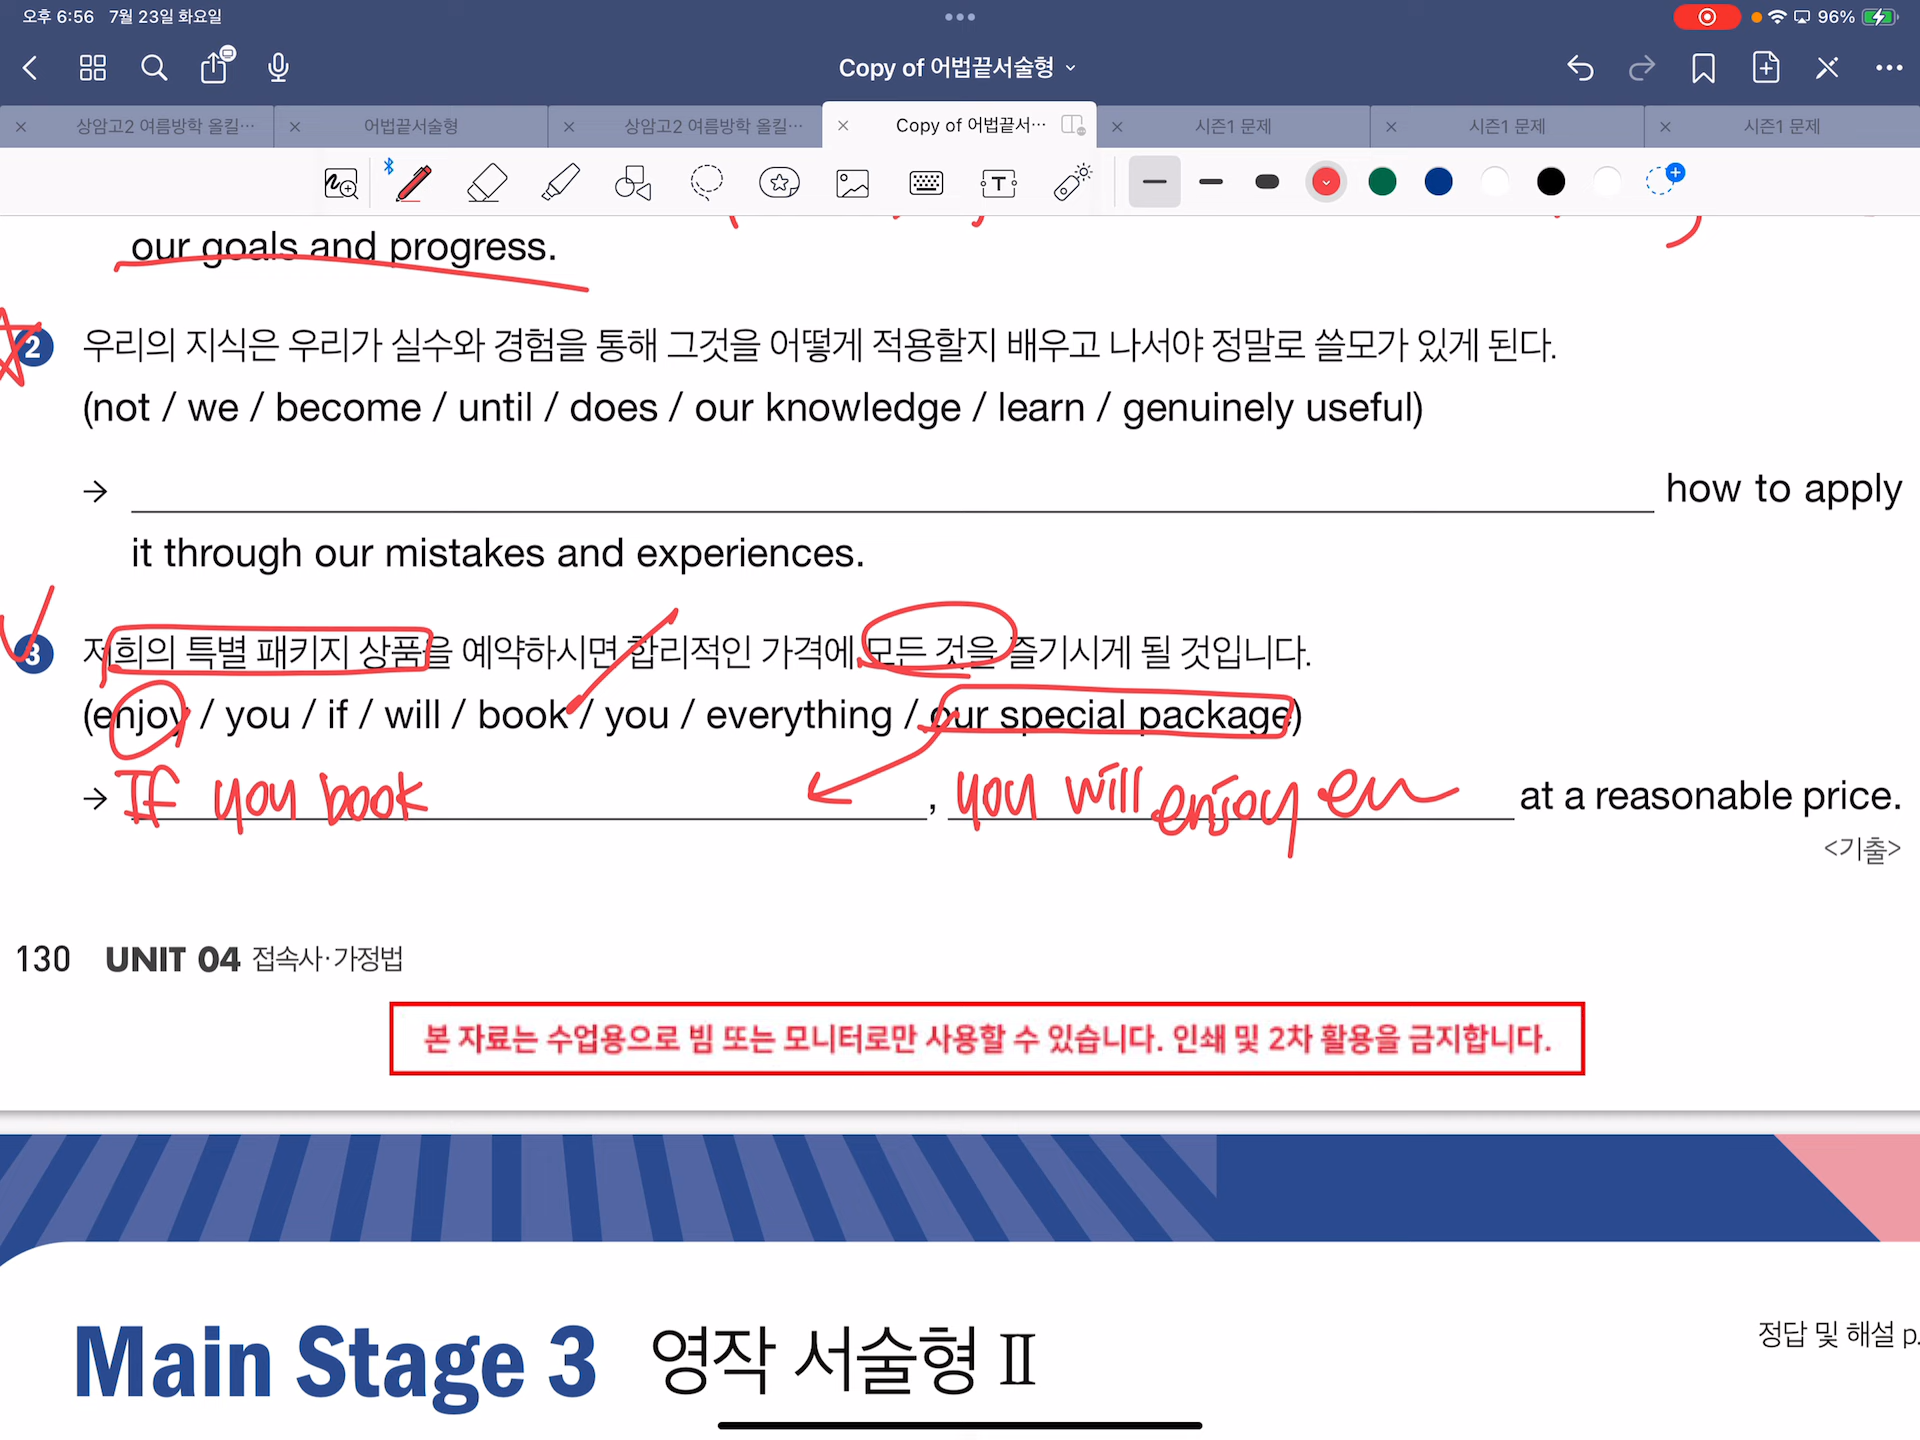 오후 6:56 7월 23일 화요일
96%
Copy of 어법끝서술형
상암고2 여름방학 올킬…
어법끝서술형
상암고2 여름방학 올킬…
Copy of 어법끝서…
시즌1 문제
시즌1 문제
시즌1 문제
our goals and progress.
2 우리의 지식은 우리가 실수와 경험을 통해 그것을 어떻게 적용할지 배우고 나서야 정말로 쓸모가 있게 된다.
(not / we / become / until / does / our knowledge / learn / genuinely useful)
→ how to apply
it through our mistakes and experiences.
3 저희의 특별 패키지 상품을 예약하시면 합리적인 가격에 모든 것을 즐기시게 될 것입니다.
(enjoy / you / if / will / book / you / everything / our special package)
→ If you book , you will enjoy at a reasonable price.
<기출>
130 UNIT 04 접속사·가정법
본 자료는 수업용으로 빔 또는 모니터로만 사용할 수 있습니다. 인쇄 및 2차 활용을 금지합니다.
Main Stage 3 영작 서술형 II
정답 및 해설 p.